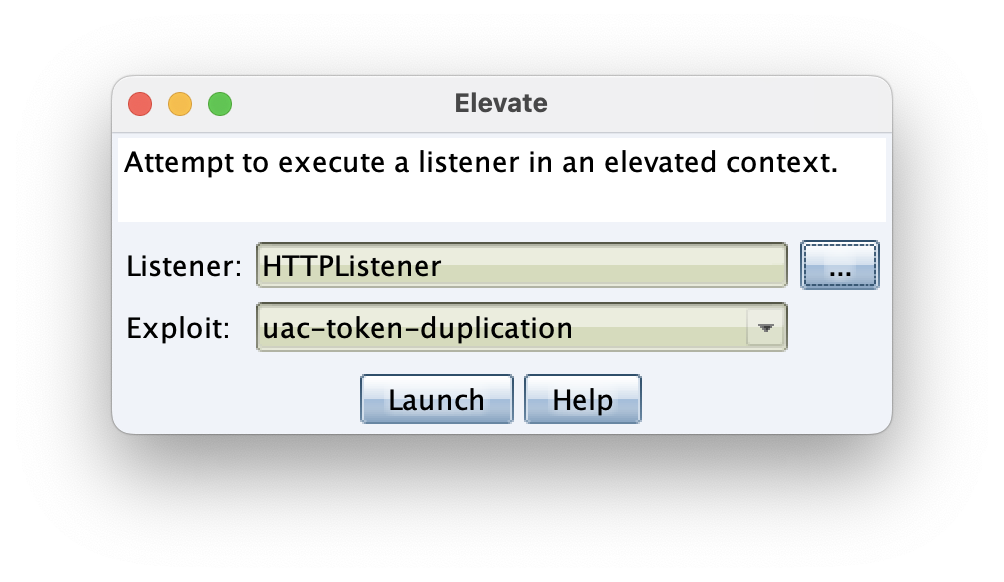 Elevate
Attempt to execute a listener in an elevated context.
Listener: HTTPListener ...
Exploit: uac-token-duplication
Launch Help